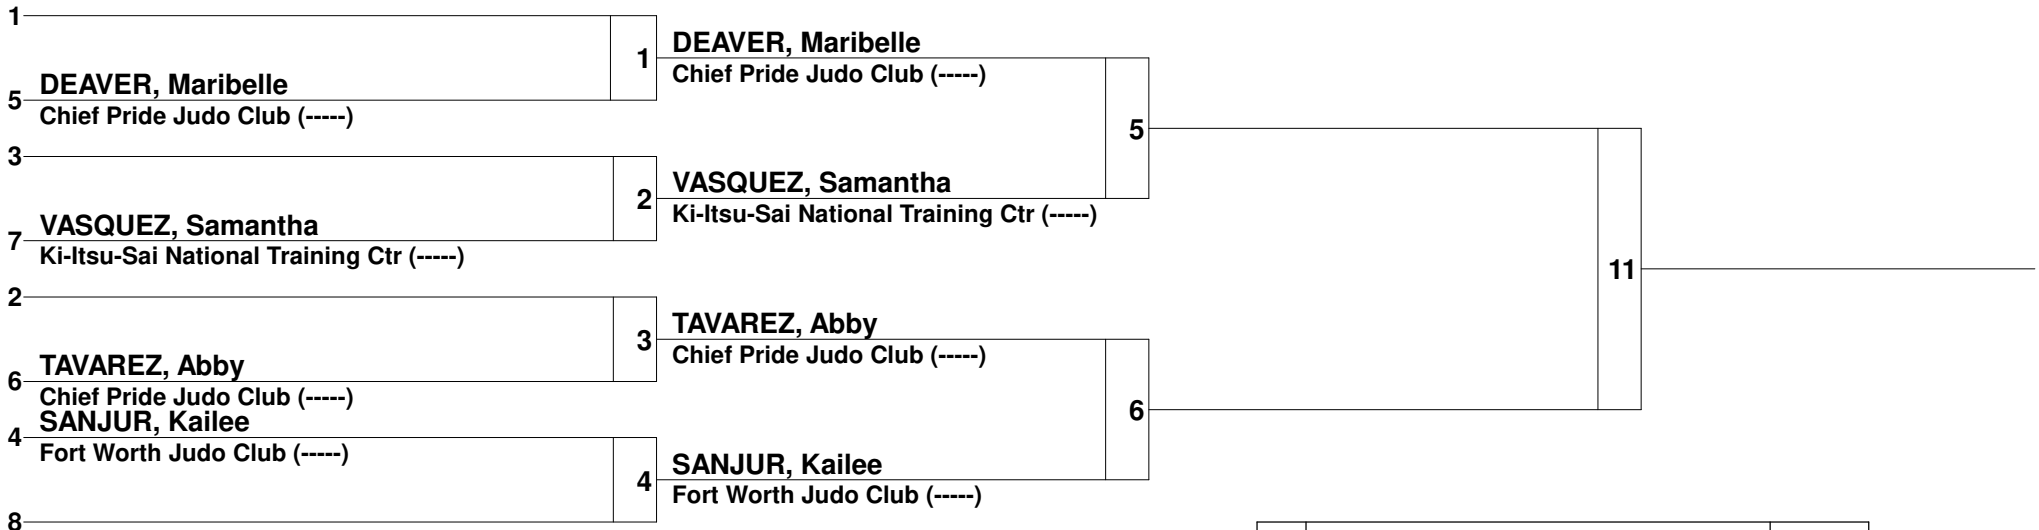 1
DEAVER, Maribelle
5
Chief Pride Judo Club (-----)
3
VASQUEZ, Samantha
7
Ki-Itsu-Sai National Training Ctr (-----)
2
TAVAREZ, Abby
6
Chief Pride Judo Club (-----)
SANJUR, Kailee
4
Fort Worth Judo Club (-----)
8
1
DEAVER, Maribelle
Chief Pride Judo Club (-----)
2
VASQUEZ, Samantha
Ki-Itsu-Sai National Training Ctr (-----)
3
TAVAREZ, Abby
Chief Pride Judo Club (-----)
4
SANJUR, Kailee
Fort Worth Judo Club (-----)
5
6
11